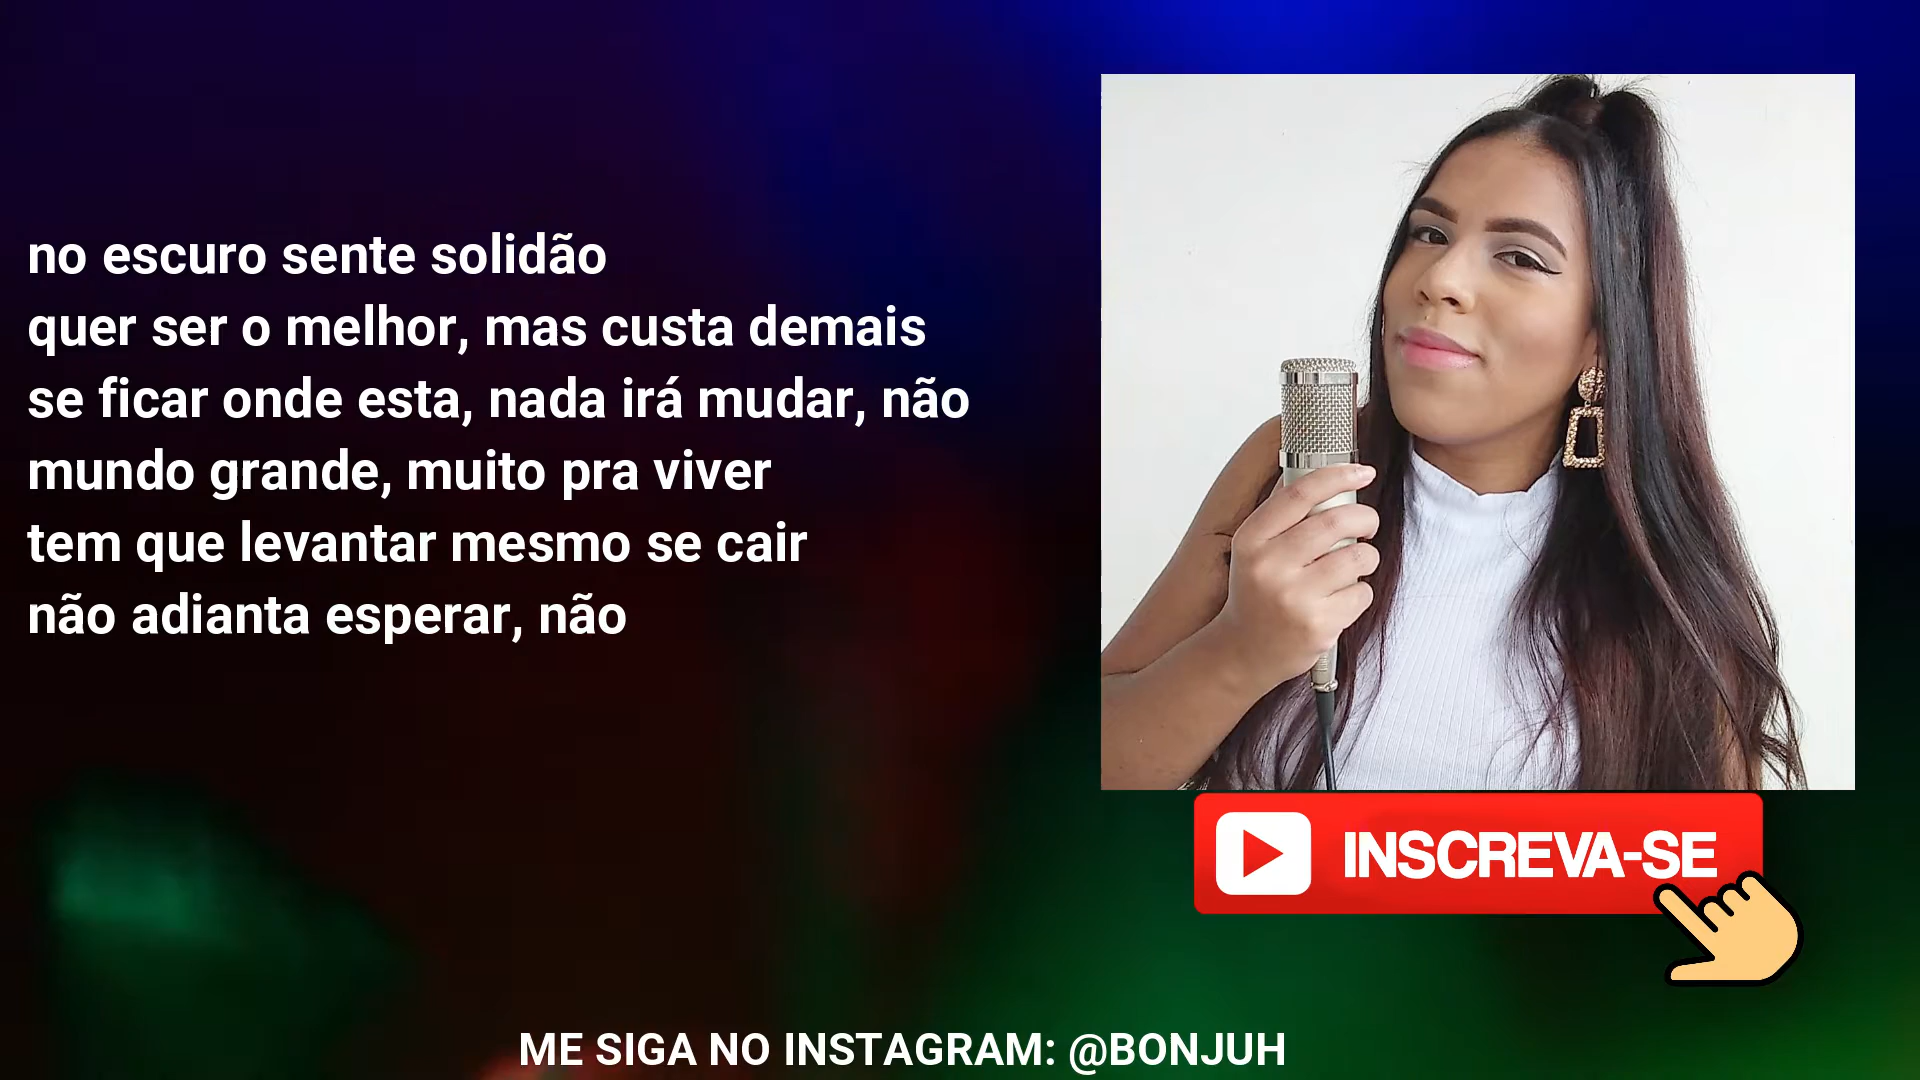 no escuro sente solidão
quer ser o melhor, mas custa demais
se ficar onde esta, nada irá mudar, não
mundo grande, muito pra viver
tem que levantar mesmo se cair
não adianta esperar, não
INSCREVA-SE
ME SIGA NO INSTAGRAM: @BONJUH